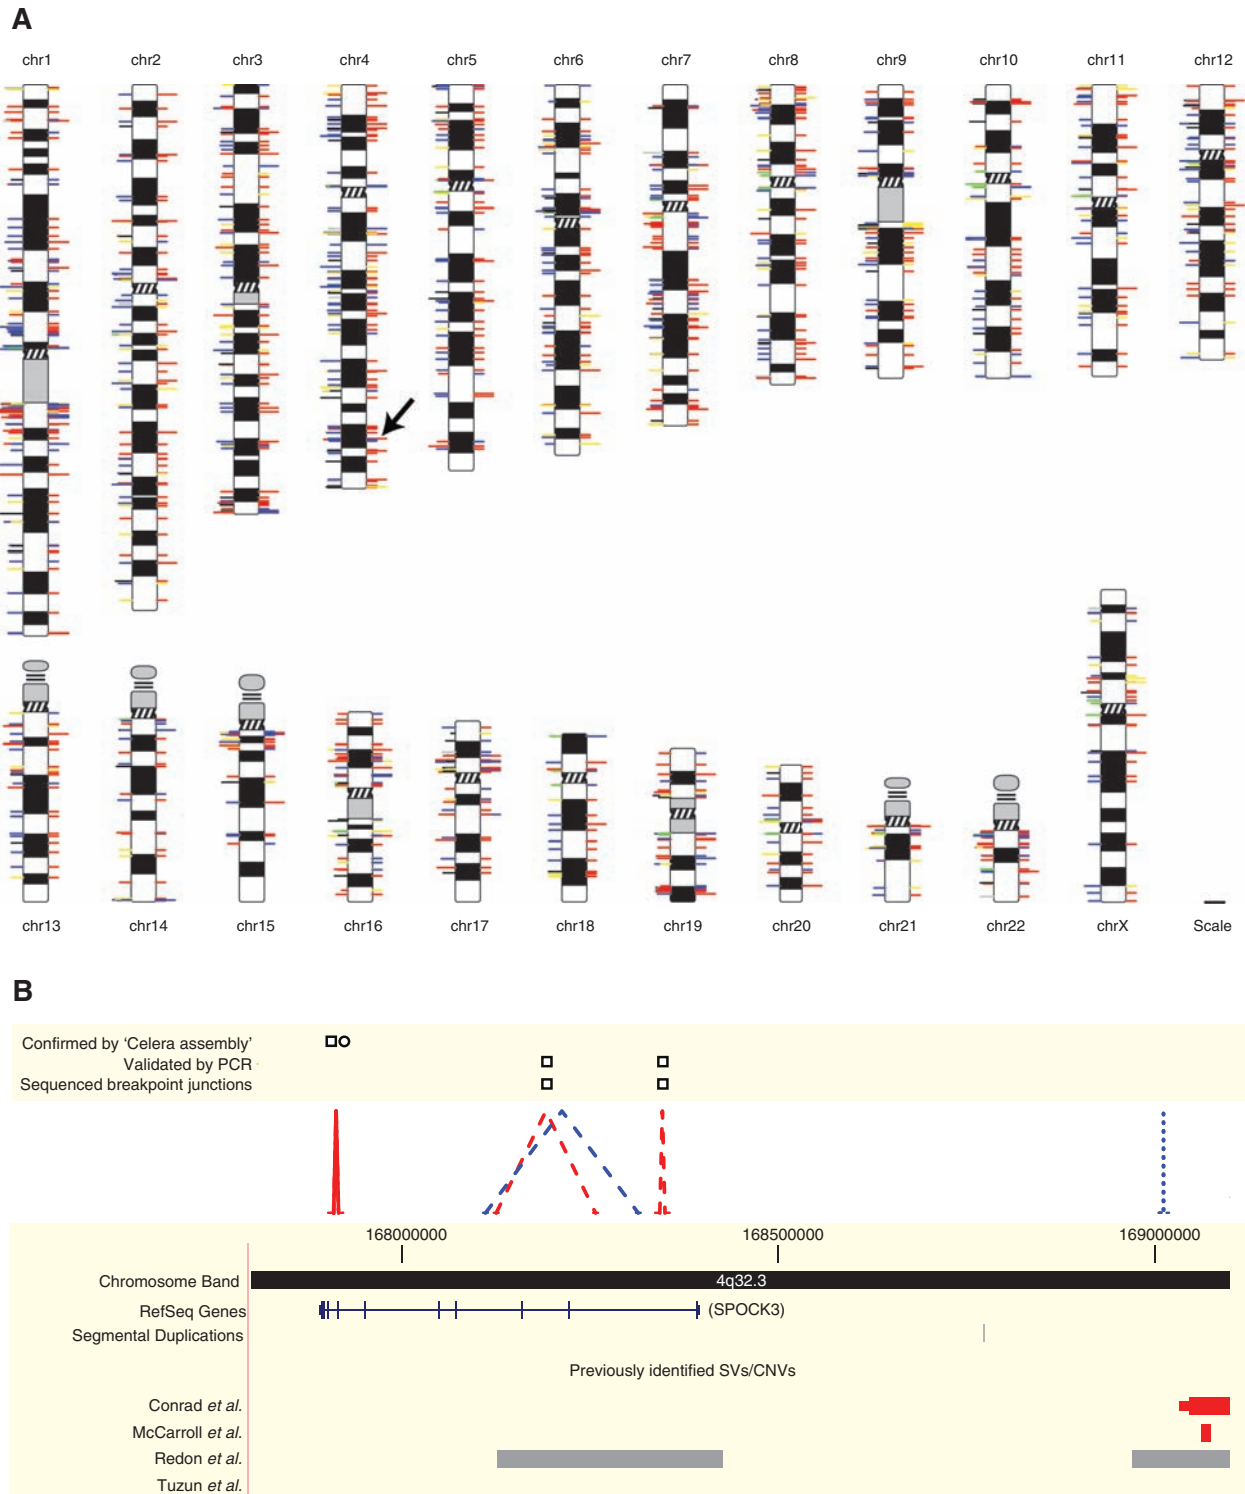 A
chr1 chr2 chr3 chr4 chr5 chr6 chr7 chr8 chr9 chr10 chr11 chr12
chr13 chr14 chr15 chr16 chr17 chr18 chr19 chr20 chr21 chr22 chrX Scale
B
Confirmed by ‘Celera assembly’
Validated by PCR
Sequenced breakpoint junctions
168000000 168500000 169000000
Chromosome Band 4q32.3
RefSeq Genes (SPOCK3)
Segmental Duplications
Previously identified SVs/CNVs
Conrad et al.
McCarroll et al.
Redon et al.
Tuzun et al.